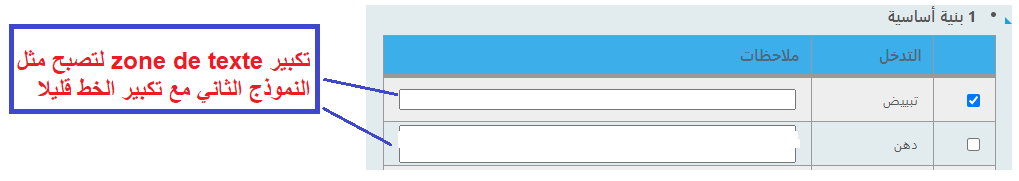 1 بنية أساسية
التدخل ملاحظات
تبييض
دهن
تكبير zone de texte لتصبح مثل
النموذج الثاني مع تكبير الخط قليلا